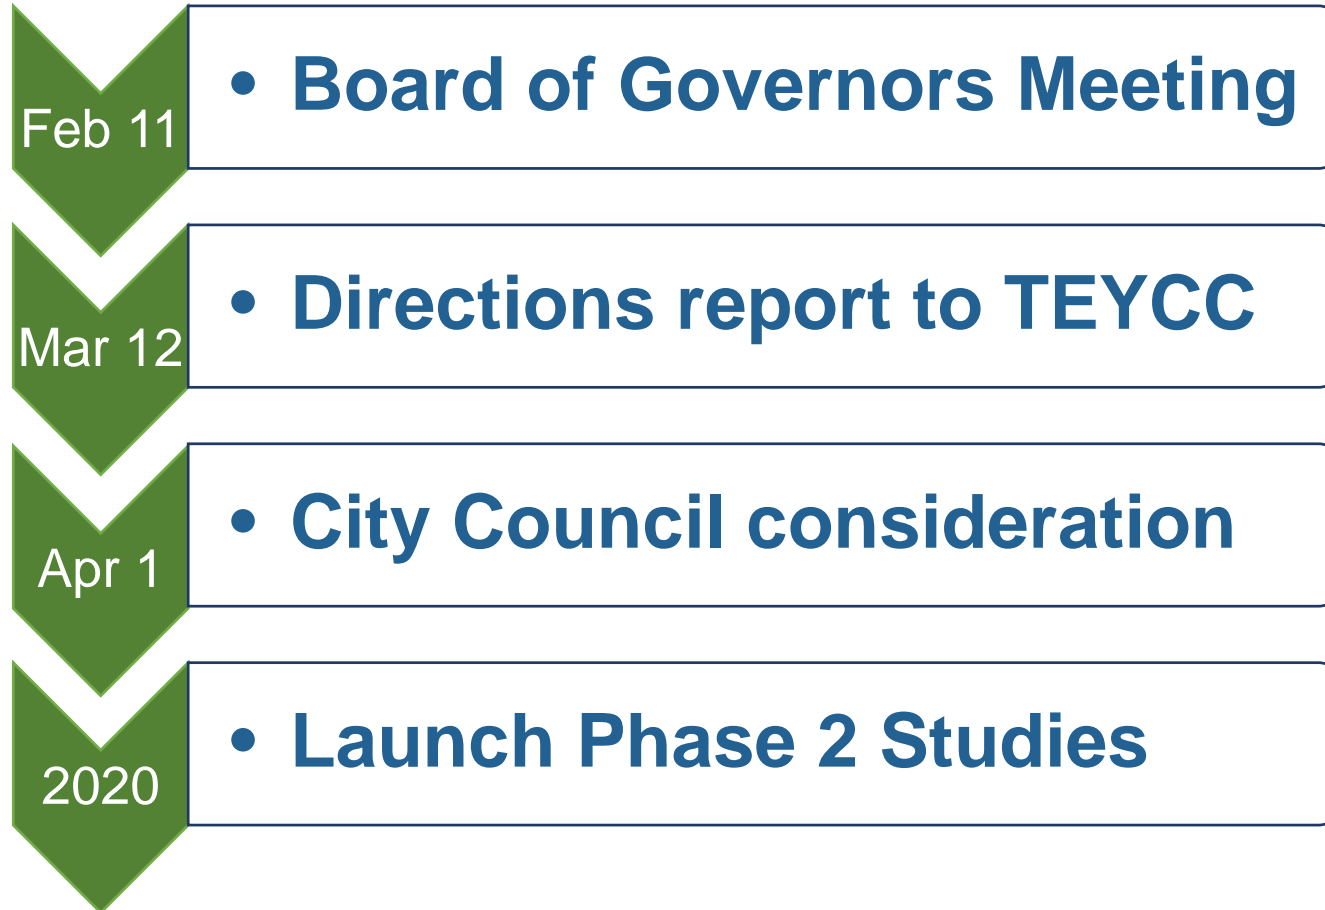 Feb 11
• Board of Governors Meeting
Mar 12
• Directions report to TEYCC
Apr 1
• City Council consideration
2020
• Launch Phase 2 Studies